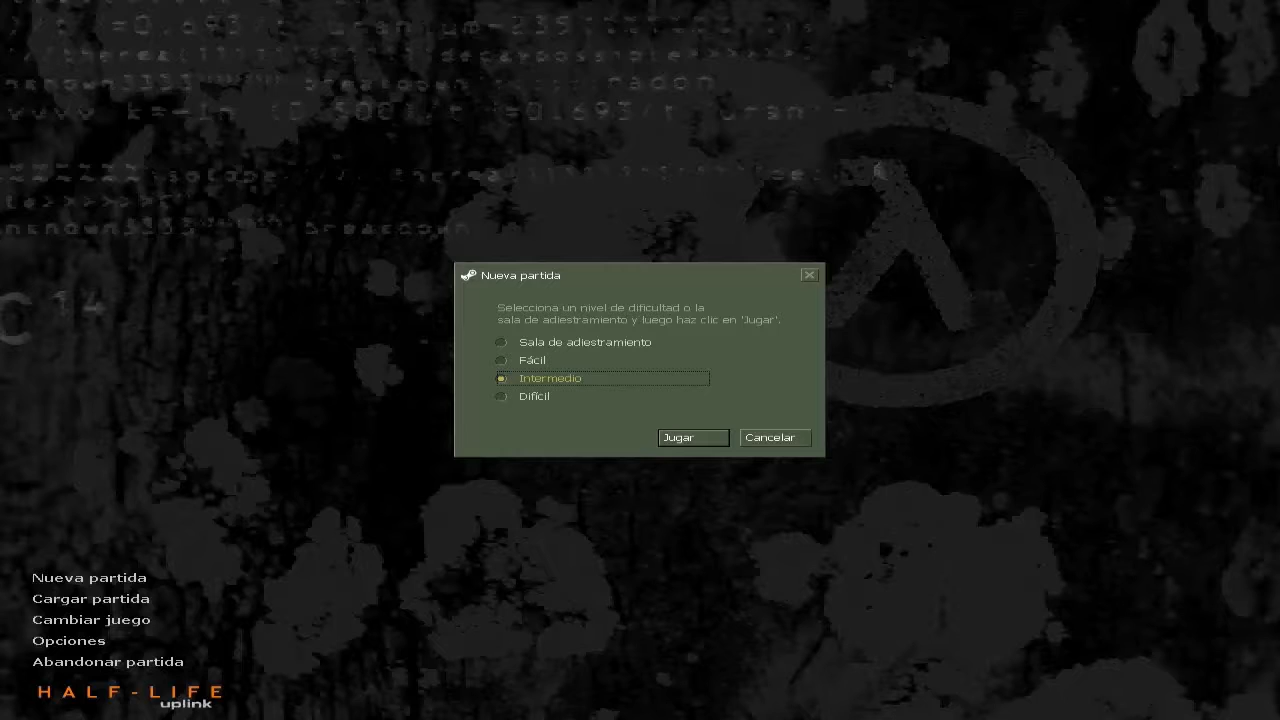 Nueva partida
Selecciona un nivel de dificultad o la
sala de adiestramiento y luego haz clic en 'Jugar'.
Sala de adiestramiento
Fácil
Intermedio
Difícil
Jugar
Cancelar
C 14
Nueva partida
Cargar partida
Cambiar juego
Opciones
Abandonar partida
HALF-LIFE
uplink